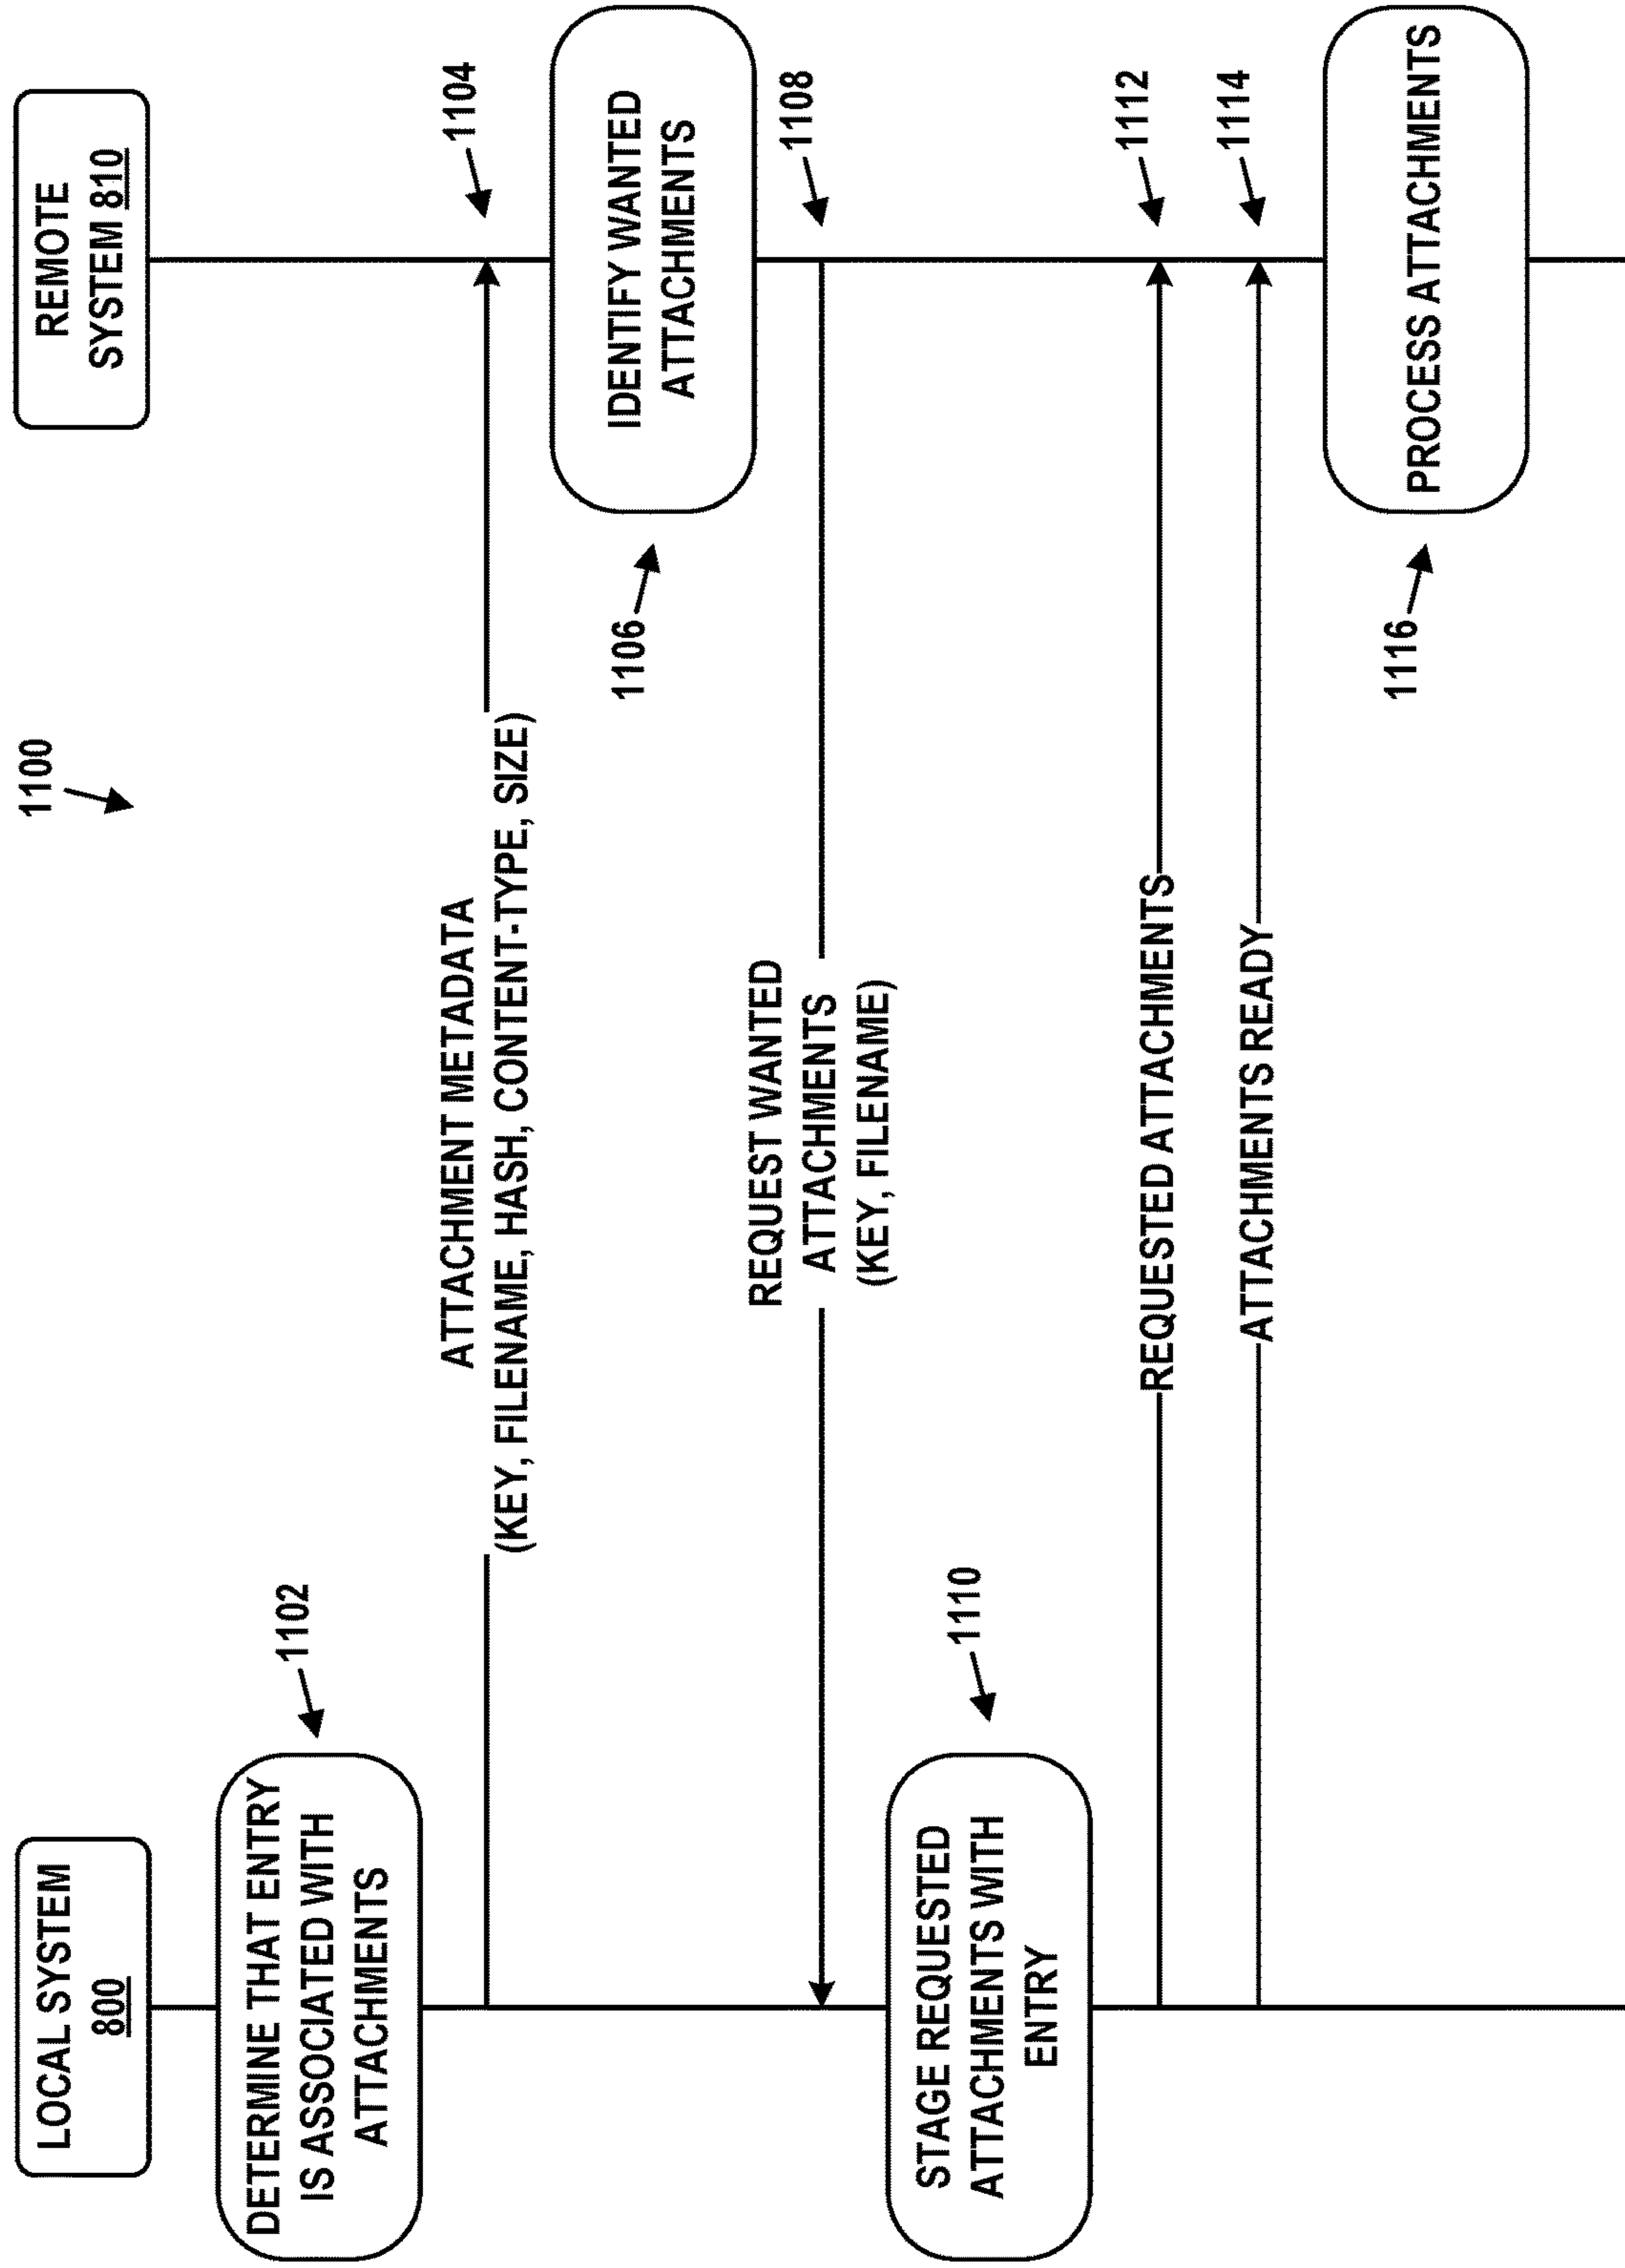 1100
LOCAL SYSTEM
800
REMOTE
SYSTEM 810
DETERMINE THAT ENTRY
IS ASSOCIATED WITH
ATTACHMENTS
1102
ATTACHMENT METADATA
(KEY, FILENAME, HASH, CONTENT-TYPE, SIZE)
1104
IDENTIFY WANTED
ATTACHMENTS
1106
REQUEST WANTED
ATTACHMENTS
(KEY, FILENAME)
1108
STAGE REQUESTED
ATTACHMENTS WITH
ENTRY
1110
REQUESTED ATTACHMENTS
1112
ATTACHMENTS READY
1114
PROCESS ATTACHMENTS
1116